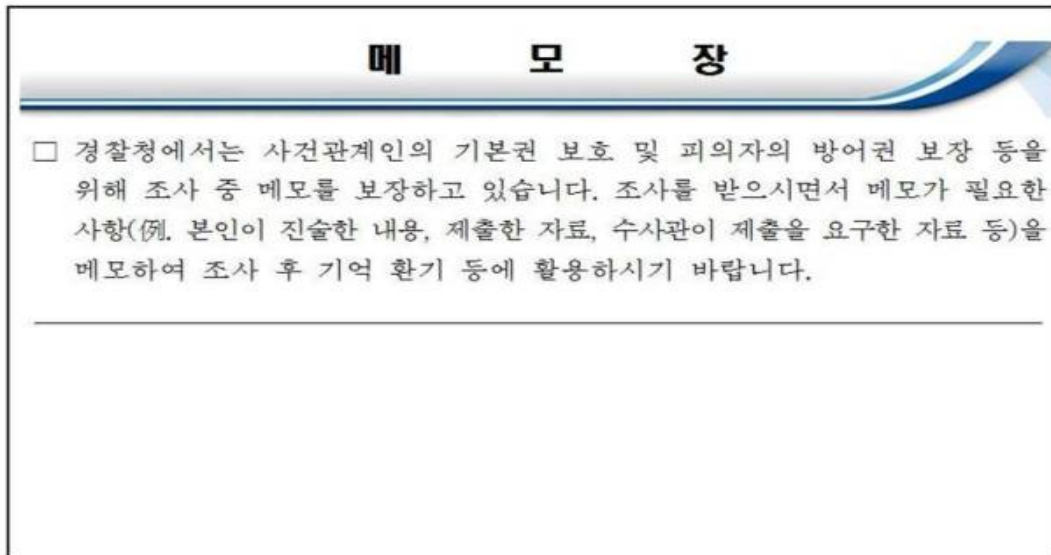 메 모 장
□ 경찰청에서는 사건관계인의 기본권 보호 및 피의자의 방어권 보장 등을
위해 조사 중 메모를 보장하고 있습니다. 조사를 받으시면서 메모가 필요한
사항(例. 본인이 진술한 내용, 제출한 자료, 수사관이 제출을 요구한 자료 등)을
메모하여 조사 후 기억 환기 등에 활용하시기 바랍니다.